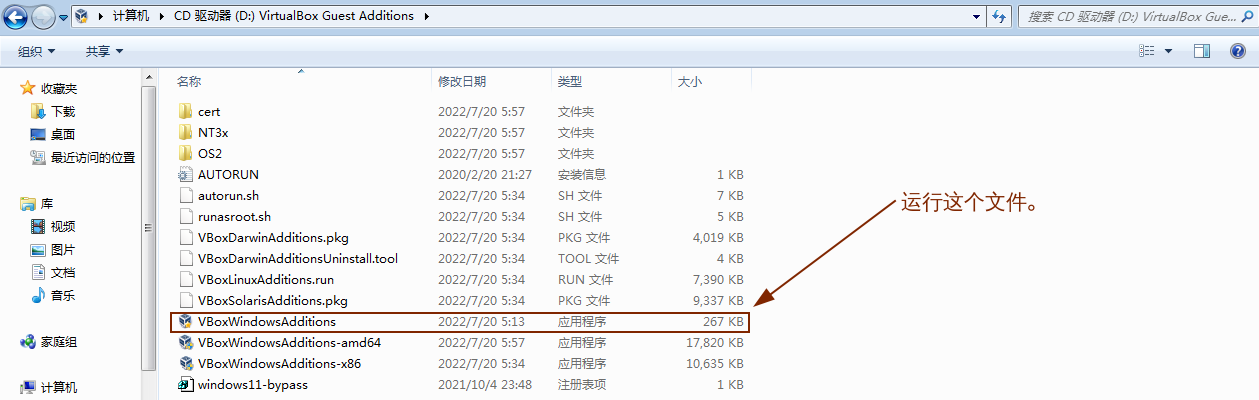 计算机 CD 驱动器 (D:) VirtualBox Guest Additions 搜索 CD 驱动器 (D:) VirtualBox Gue...
组织 共享
收藏夹
下载
桌面
最近访问的位置
库
视频
图片
文档
音乐
家庭组
计算机
名称 修改日期 类型 大小
cert 2022/7/20 5:57 文件夹
NT3x 2022/7/20 5:57 文件夹
OS2 2022/7/20 5:57 文件夹
AUTORUN 2020/2/20 21:27 安装信息 1 KB
autorun.sh 2022/7/20 5:34 SH 文件 7 KB
runasroot.sh 2022/7/20 5:34 SH 文件 5 KB
VBoxDarwinAdditions.pkg 2022/7/20 5:34 PKG 文件 4,019 KB
VBoxDarwinAdditionsUninstall.tool 2022/7/20 5:34 TOOL 文件 4 KB
VBoxLinuxAdditions.run 2022/7/20 5:34 RUN 文件 7,390 KB
VBoxSolarisAdditions.pkg 2022/7/20 5:34 PKG 文件 9,337 KB
VBoxWindowsAdditions 2022/7/20 5:13 应用程序 267 KB
VBoxWindowsAdditions-amd64 2022/7/20 5:57 应用程序 17,820 KB
VBoxWindowsAdditions-x86 2022/7/20 5:34 应用程序 10,635 KB
windows11-bypass 2021/10/4 23:48 注册表项 1 KB
运行这个文件。